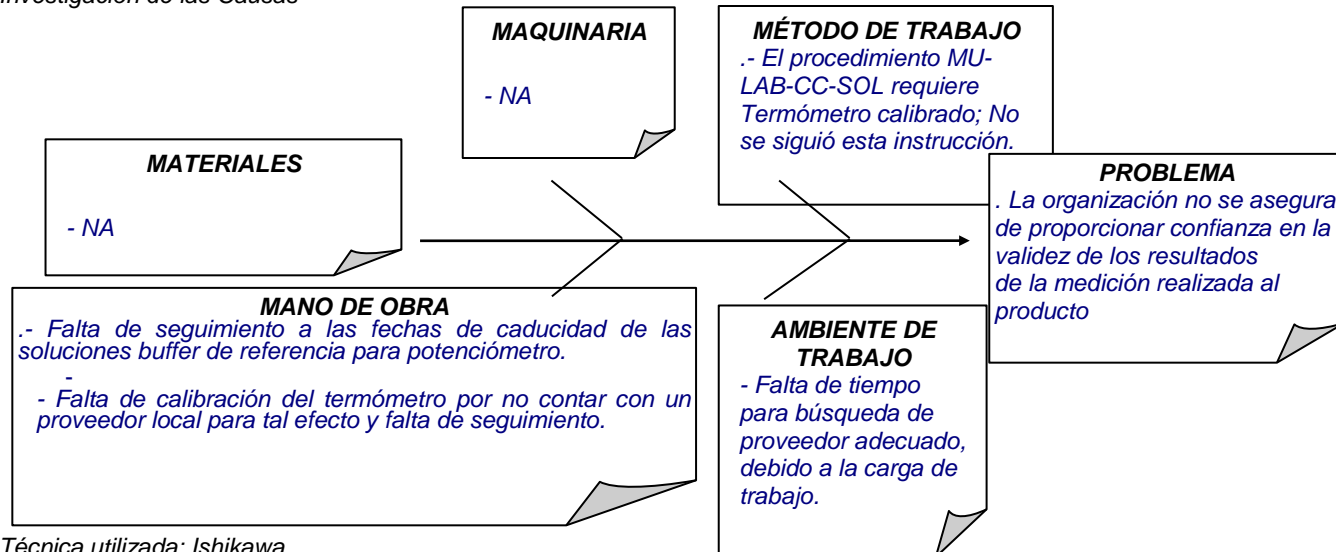 Investigación de las Causas
MAQUINARIA
- NA
MÉTODO DE TRABAJO
.- El procedimiento MU-
LAB-CC-SOL requiere
Termómetro calibrado; No
se siguió esta instrucción.
MATERIALES
- NA
PROBLEMA
. La organización no se asegura
de proporcionar confianza en la
validez de los resultados
de la medición realizada al
producto
MANO DE OBRA
.- Falta de seguimiento a las fechas de caducidad de las
soluciones buffer de referencia para potenciómetro.
-
- Falta de calibración del termómetro por no contar con un
proveedor local para tal efecto y falta de seguimiento.
AMBIENTE DE
TRABAJO
- Falta de tiempo
para búsqueda de
proveedor adecuado,
debido a la carga de
trabajo.
Técnica utilizada: Ishikawa